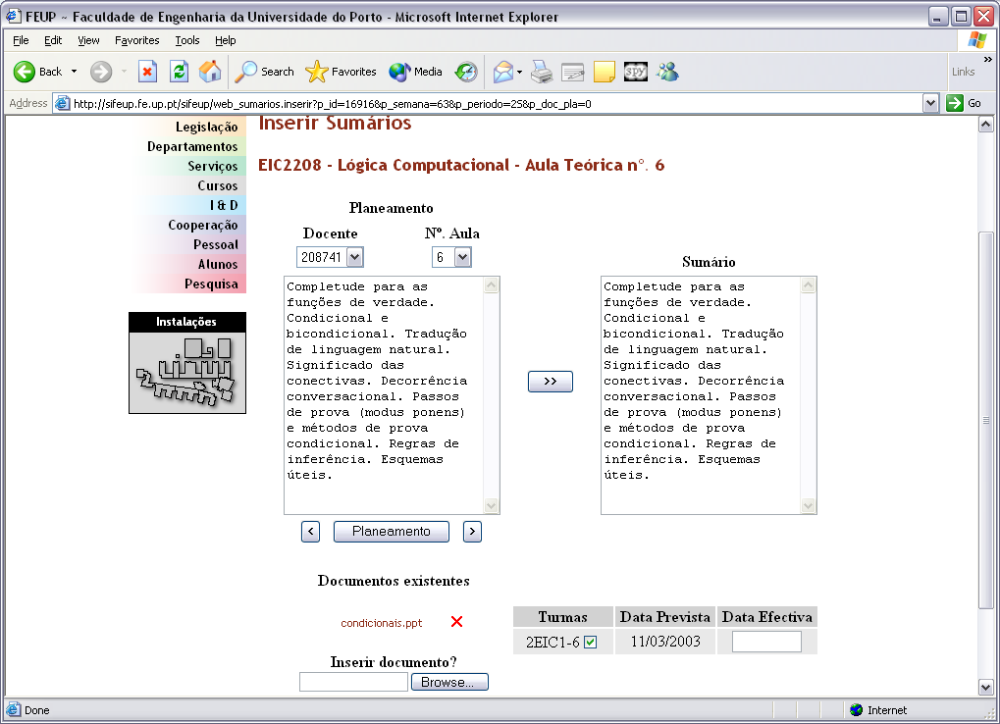 FEUP ~ Faculdade de Engenharia da Universidade do Porto - Microsoft Internet Explorer
File Edit View Favorites Tools Help
Back Search Favorites Media SPY Links
Address http://sifeup.fe.up.pt/sifeup/web_sumarios.inserir?p_id=16916&p_semana=63&p_periodo=25&p_doc_pla=0 Go
Legislação
Departamentos
Serviços
Cursos
I & D
Cooperação
Pessoal
Alunos
Pesquisa
Instalações
Inserir Sumários
EIC2208 - Lógica Computacional - Aula Teórica nº. 6
Planeamento
Docente Nº. Aula
208741 6
Completude para as
funções de verdade.
Condicional e
bicondicional. Tradução
de linguagem natural.
Significado das
conectivas. Decorrência
conversacional. Passos
de prova (modus ponens)
e métodos de prova
condicional. Regras de
inferência. Esquemas
úteis.
< Planeamento >
>>
Sumário
Completude para as
funções de verdade.
Condicional e
bicondicional. Tradução
de linguagem natural.
Significado das
conectivas. Decorrência
conversacional. Passos
de prova (modus ponens)
e métodos de prova
condicional. Regras de
inferência. Esquemas
úteis.
Documentos existentes
condicionais.ppt
Inserir documento?
Browse...
Turmas Data Prevista Data Efectiva
2EIC1-6 11/03/2003
Done Internet